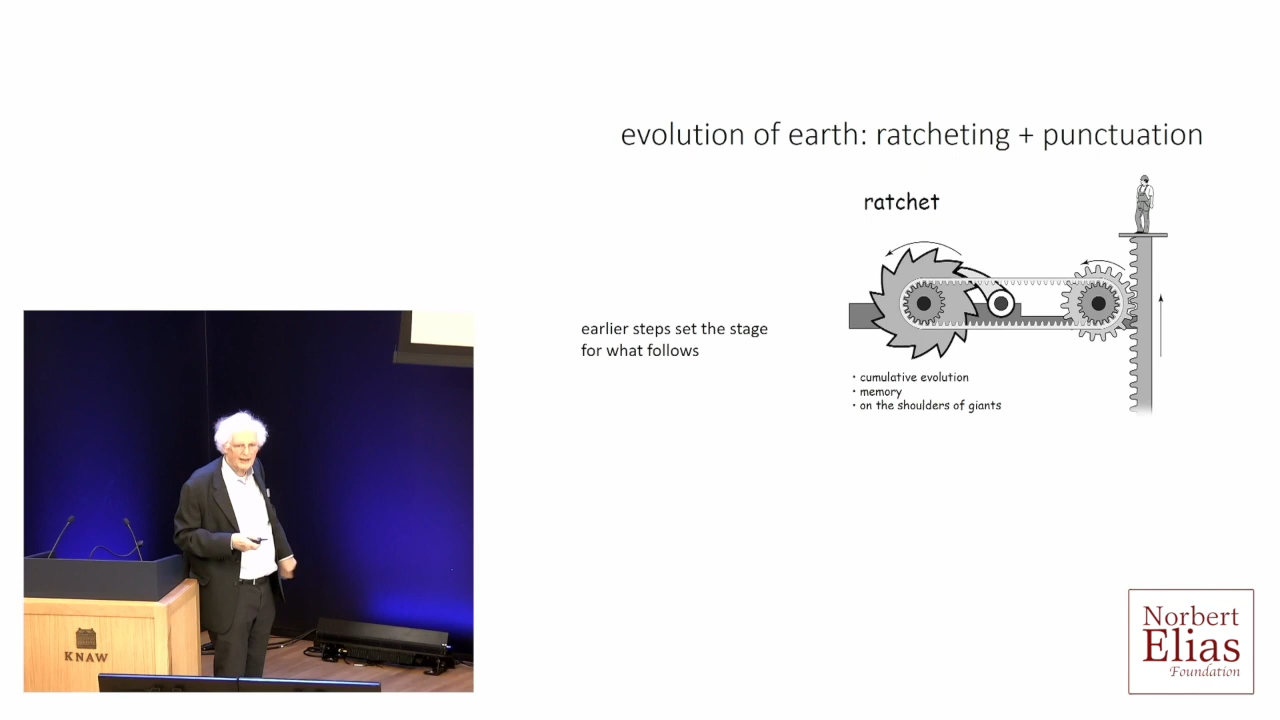 evolution of earth: ratcheting + punctuation
ratchet
earlier steps set the stage
for what follows
• cumulative evolution
• memory
• on the shoulders of giants
KNAW
Norbert
Elias
Foundation